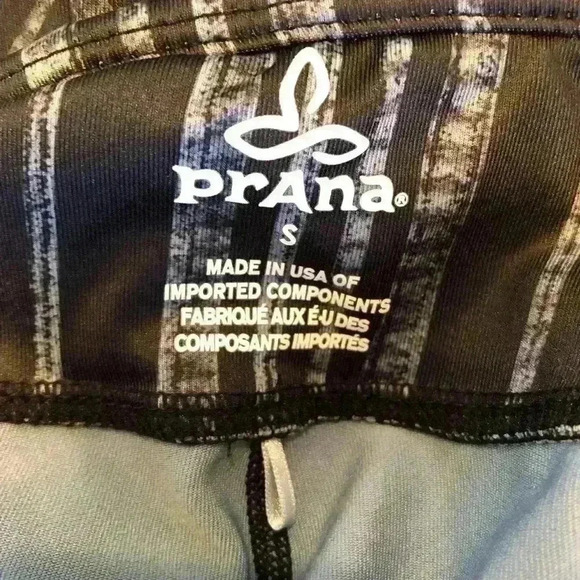 prAna®
S
MADE IN USA OF
IMPORTED COMPONENTS
FABRIQUÉ AUX É-U DES
COMPOSANTS IMPORTÉS